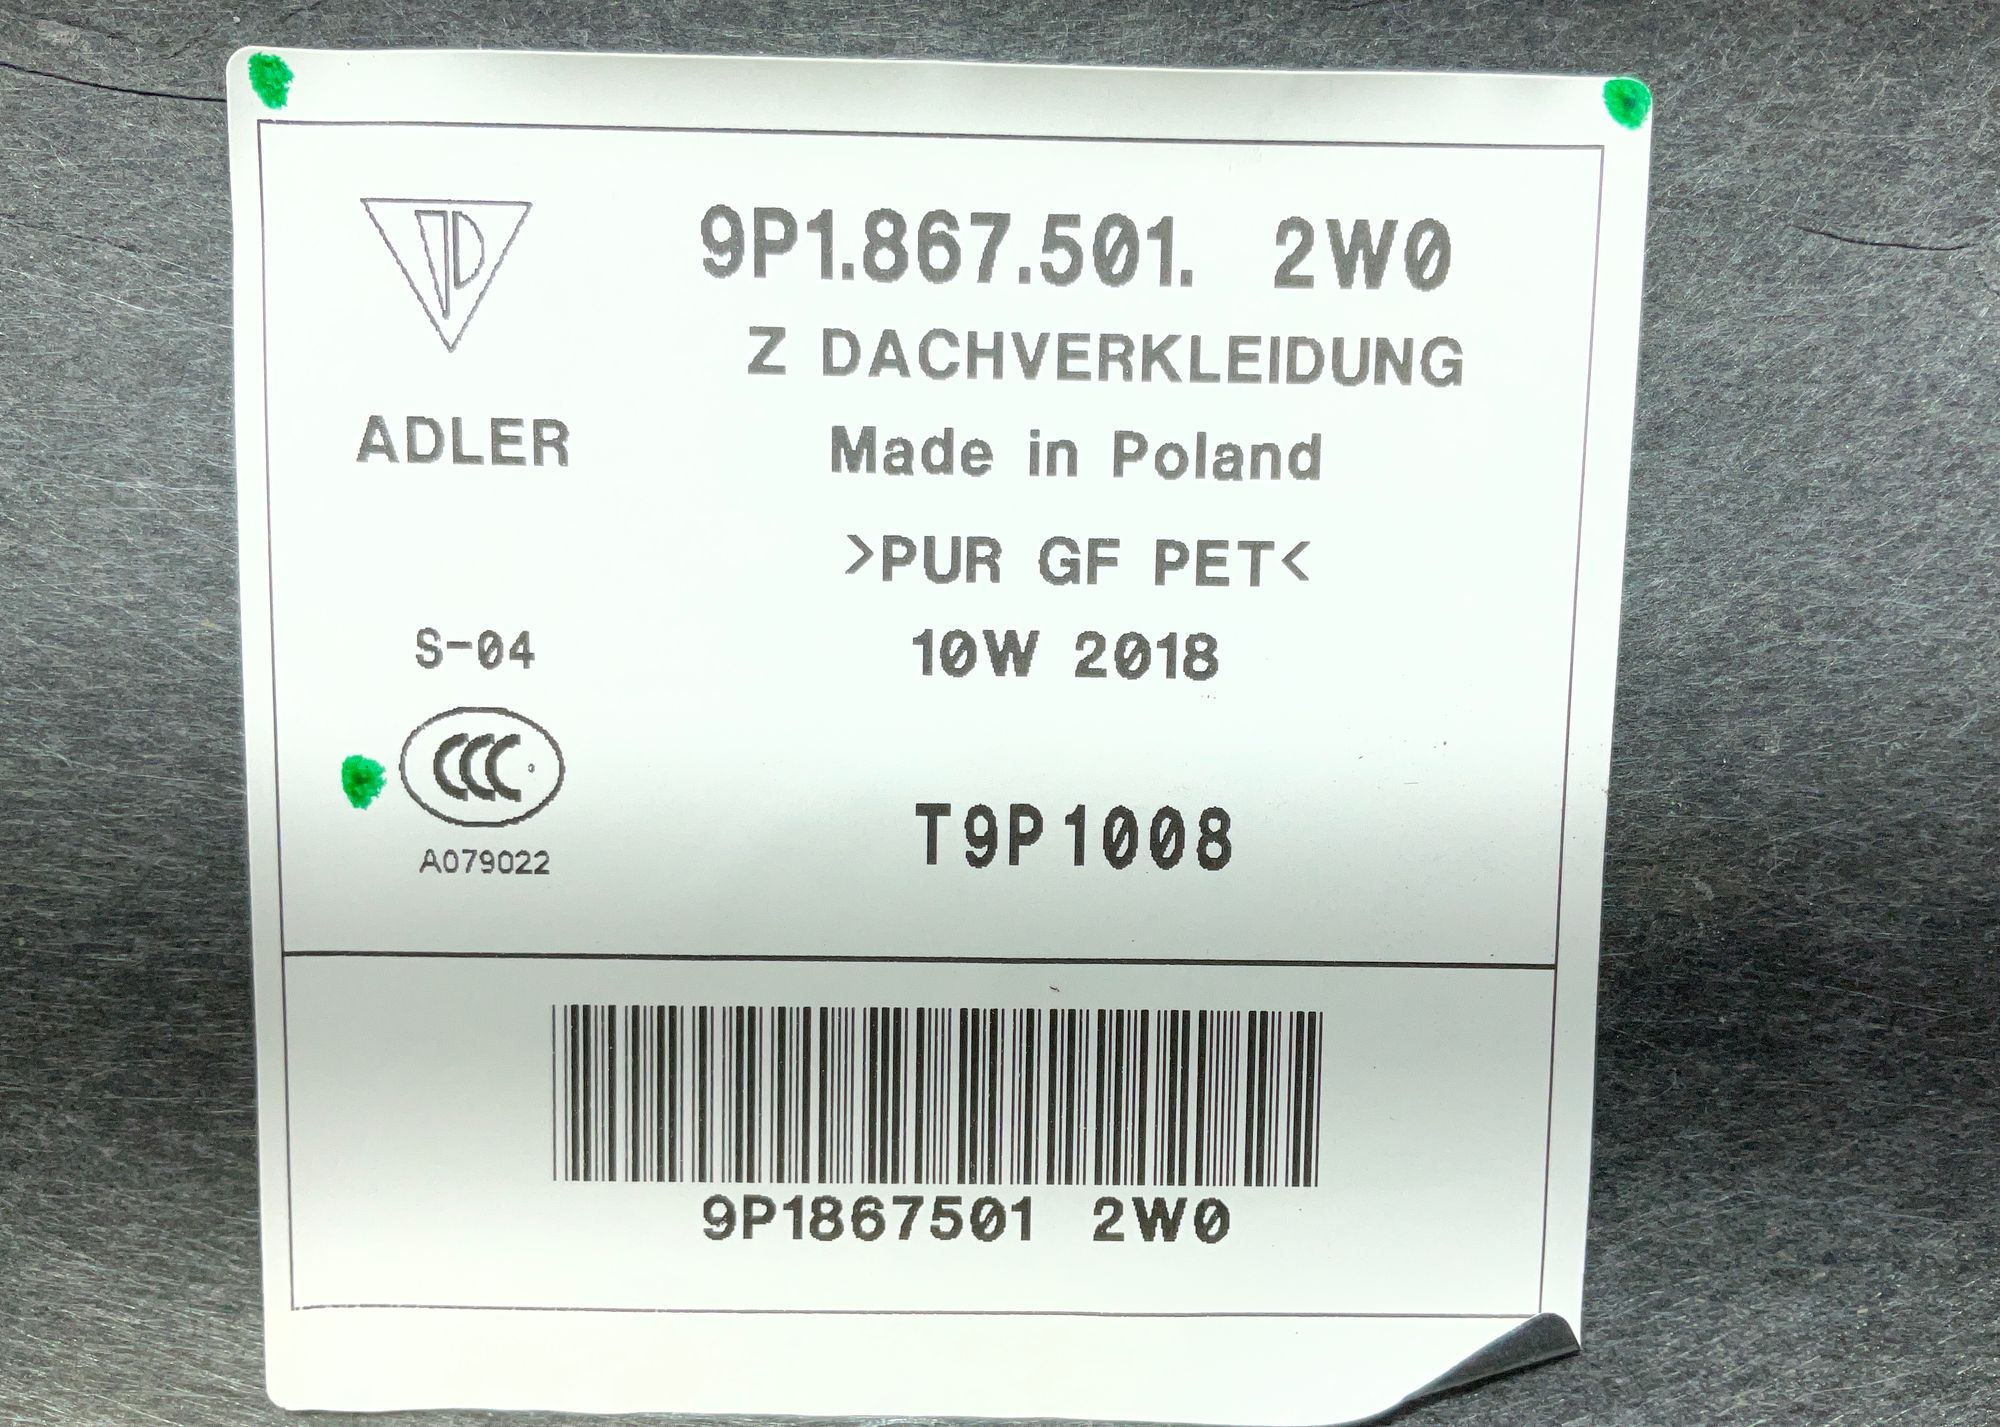 9P1.867.501. 2W0
Z DACHVERKLEIDUNG
ADLER
Made in Poland
>PUR GF PET<
S-04
10W 2018
CCC
T9P1008
A079022
9P1867501 2W0